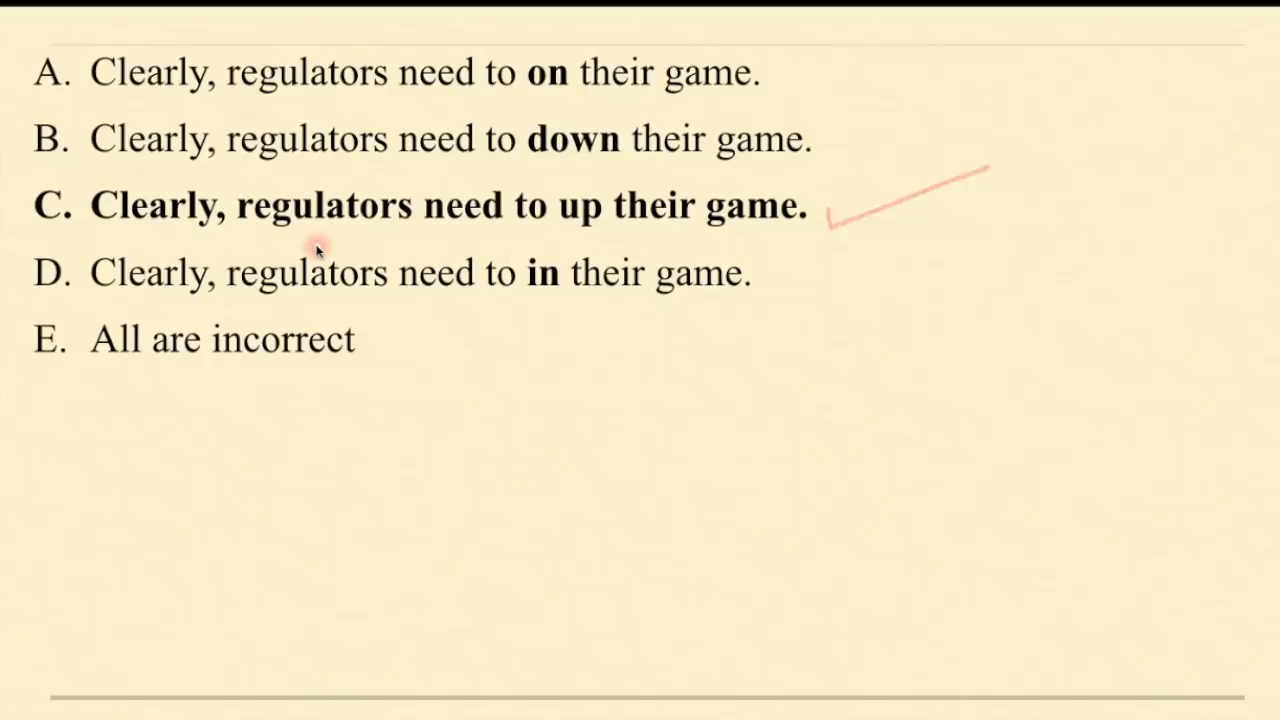 A. Clearly, regulators need to on their game.
B. Clearly, regulators need to down their game.
C. Clearly, regulators need to up their game.
D. Clearly, regulators need to in their game.
E. All are incorrect